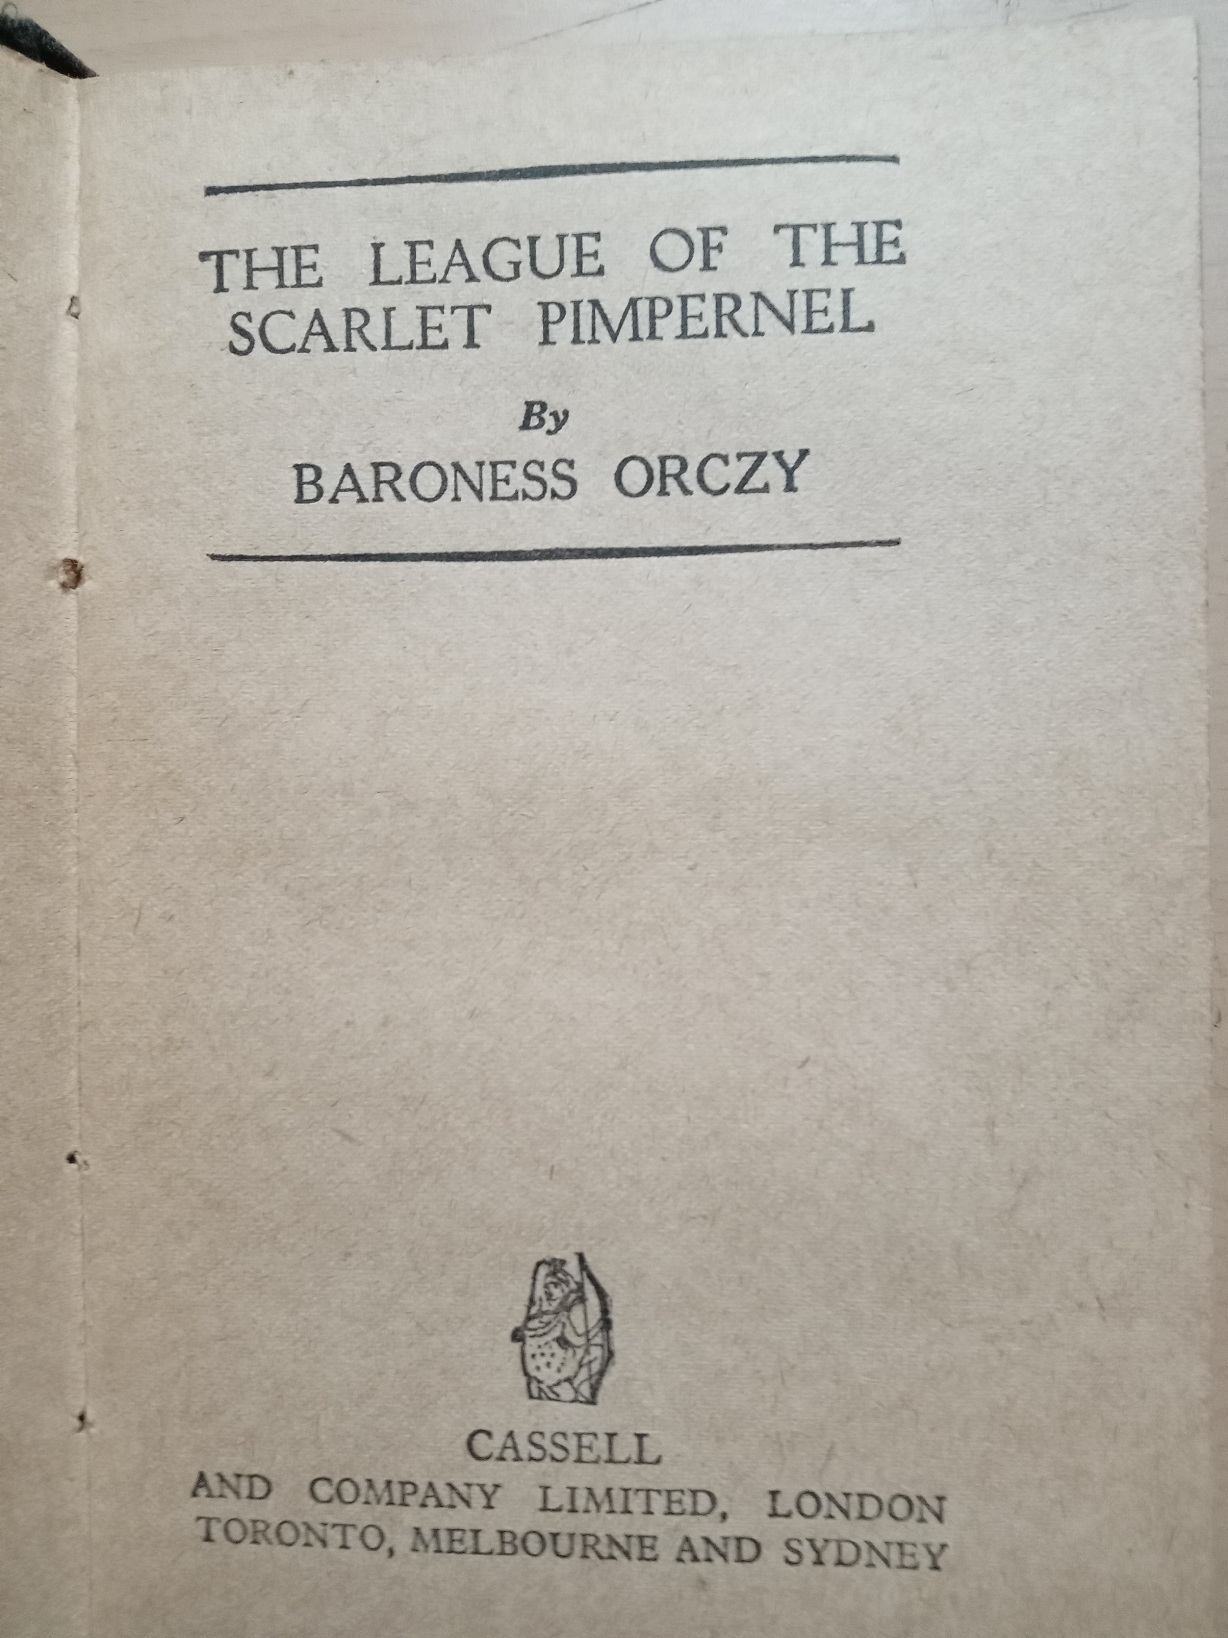 THE LEAGUE OF THE
SCARLET PIMPERNEL
By
BARONESS ORCZY
CASSELL
AND COMPANY LIMITED, LONDON
TORONTO, MELBOURNE AND SYDNEY